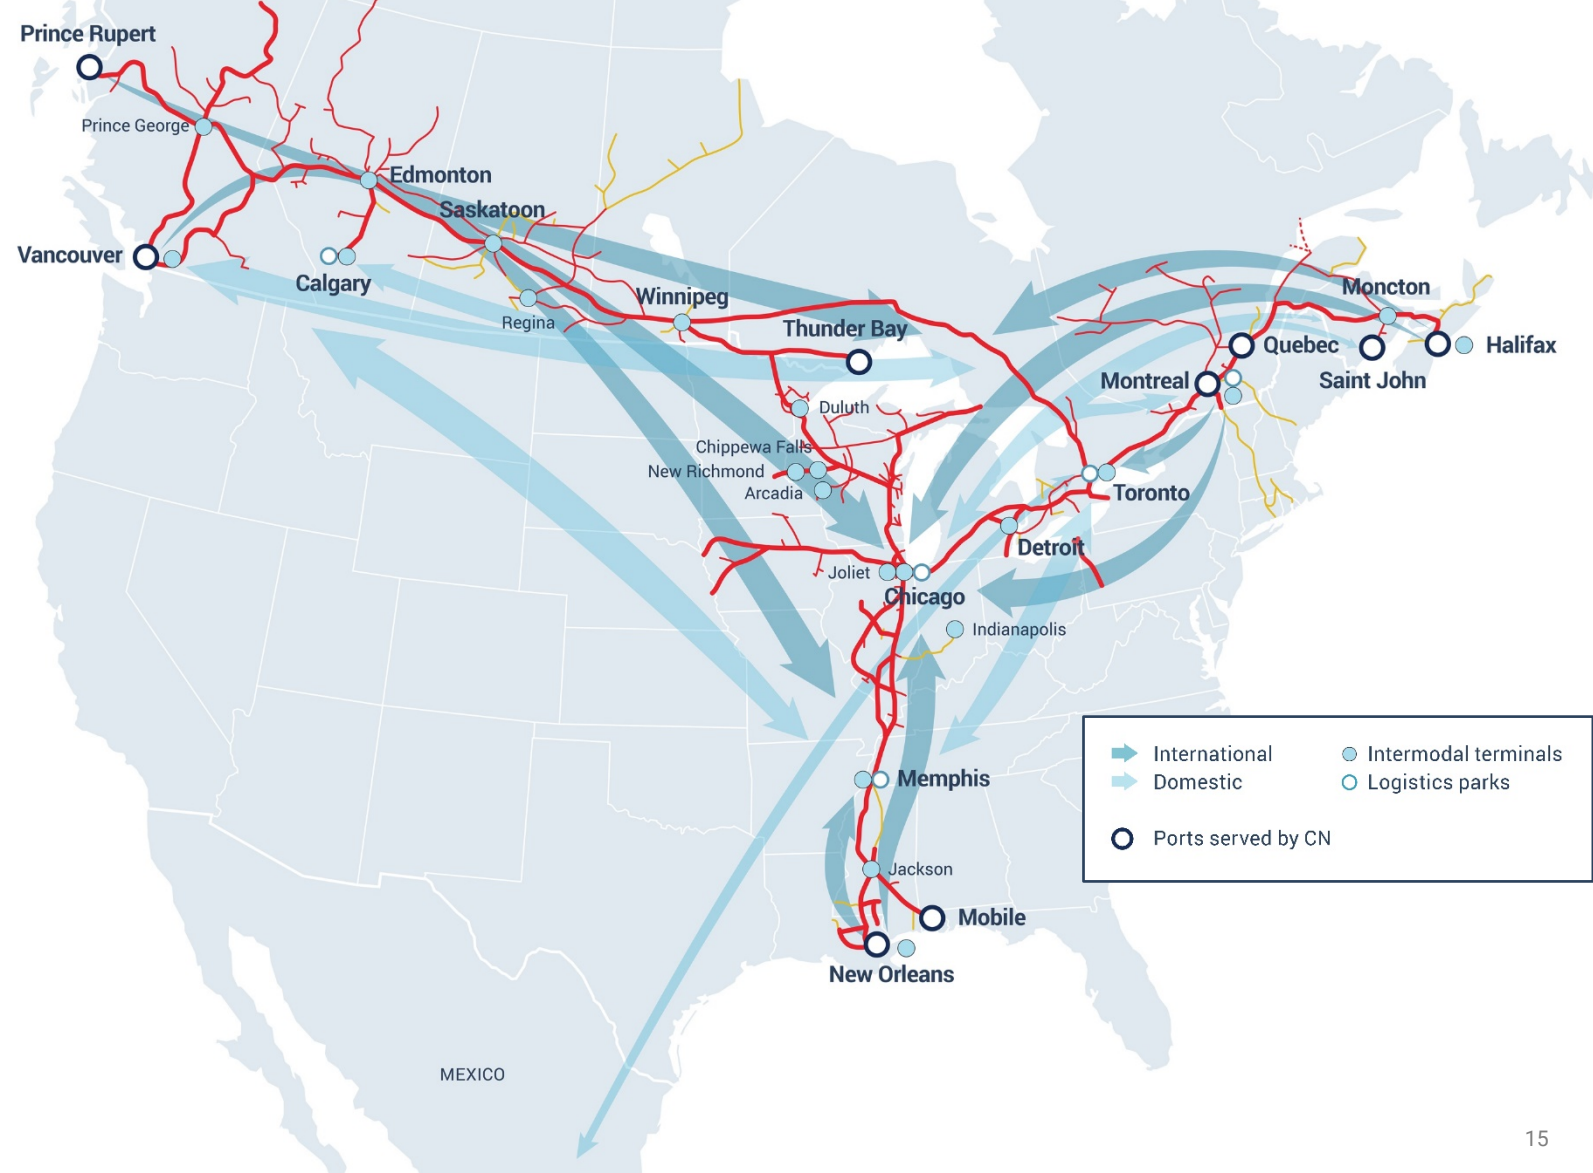 Prince Rupert
Prince George
Edmonton
Saskatoon
Vancouver
Calgary
Regina
Winnipeg
Thunder Bay
Moncton
Quebec
Halifax
Montreal
Saint John
Duluth
Chippewa Falls
New Richmond
Arcadia
Toronto
Detroit
Joliet
Chicago
Indianapolis
International
Intermodal terminals
Domestic
Logistics parks
Ports served by CN
Memphis
Jackson
Mobile
New Orleans
MEXICO
15